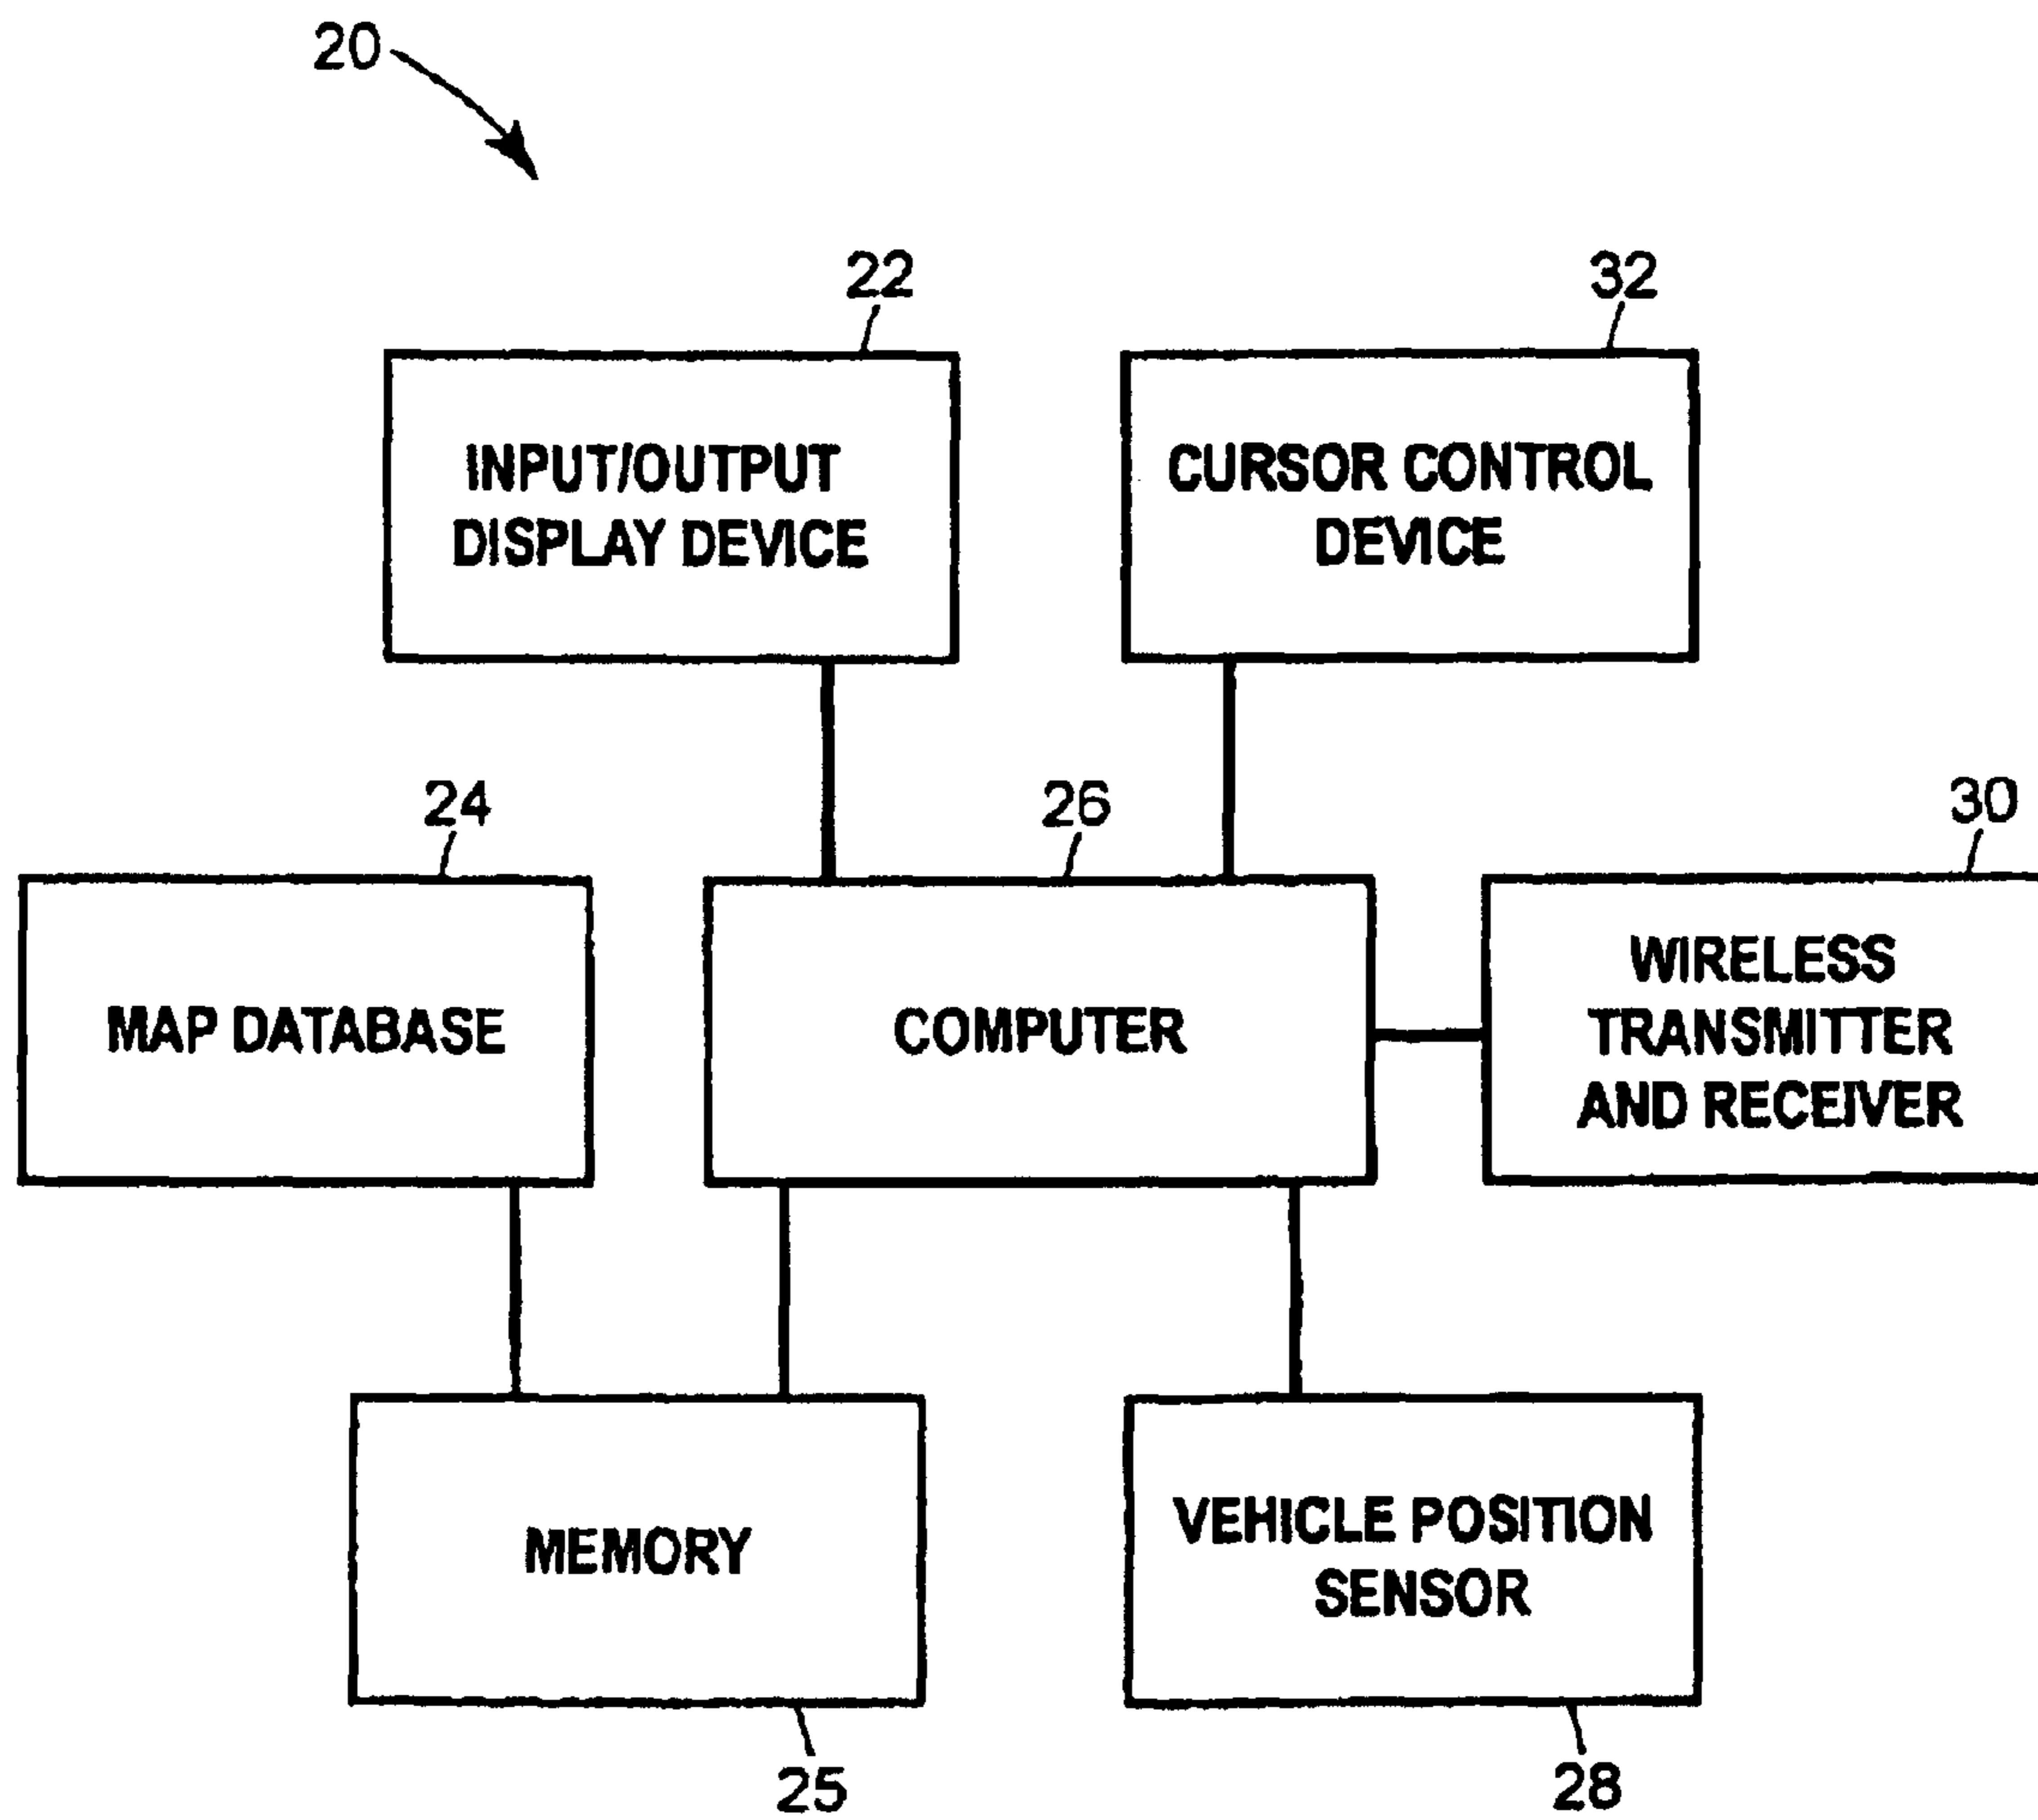 20
22
32
INPUT/OUTPUT
DISPLAY DEVICE
CURSOR CONTROL
DEVICE
24
26
30
MAP DATABASE
COMPUTER
WIRELESS
TRANSMITTER
AND RECEIVER
MEMORY
VEHICLE POSITION
SENSOR
25
28